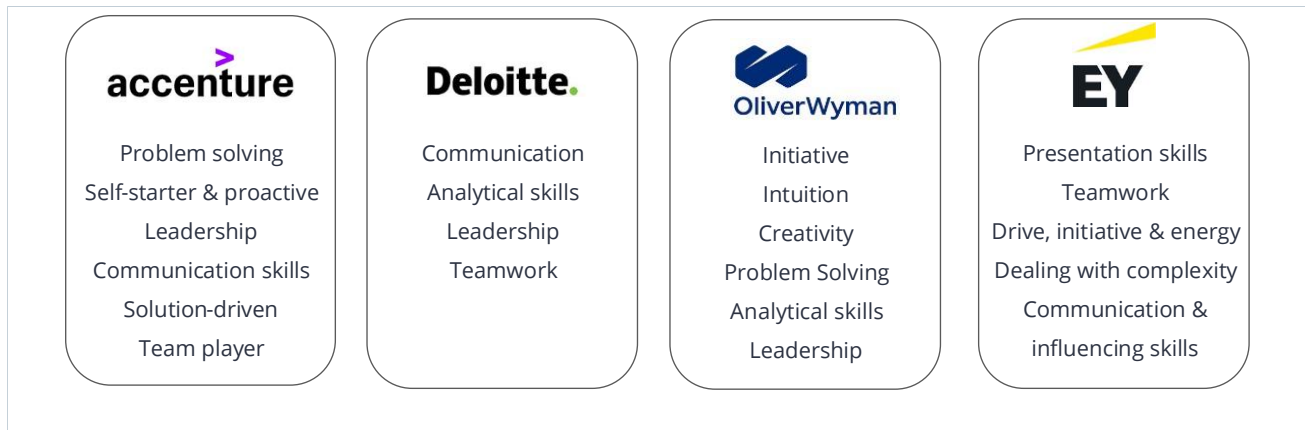 accenture
Problem solving
Self-starter & proactive
Leadership
Communication skills
Solution-driven
Team player
Deloitte.
Communication
Analytical skills
Leadership
Teamwork
OliverWyman
Initiative
Intuition
Creativity
Problem Solving
Analytical skills
Leadership
EY
Presentation skills
Teamwork
Drive, initiative & energy
Dealing with complexity
Communication &
influencing skills